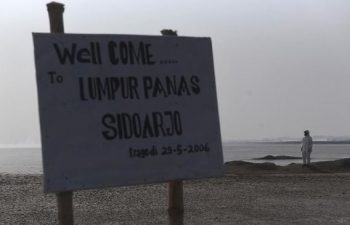 Well COME .....
To LUMPUR PANAS
SIDOARJO
tragedi 29-5-2006